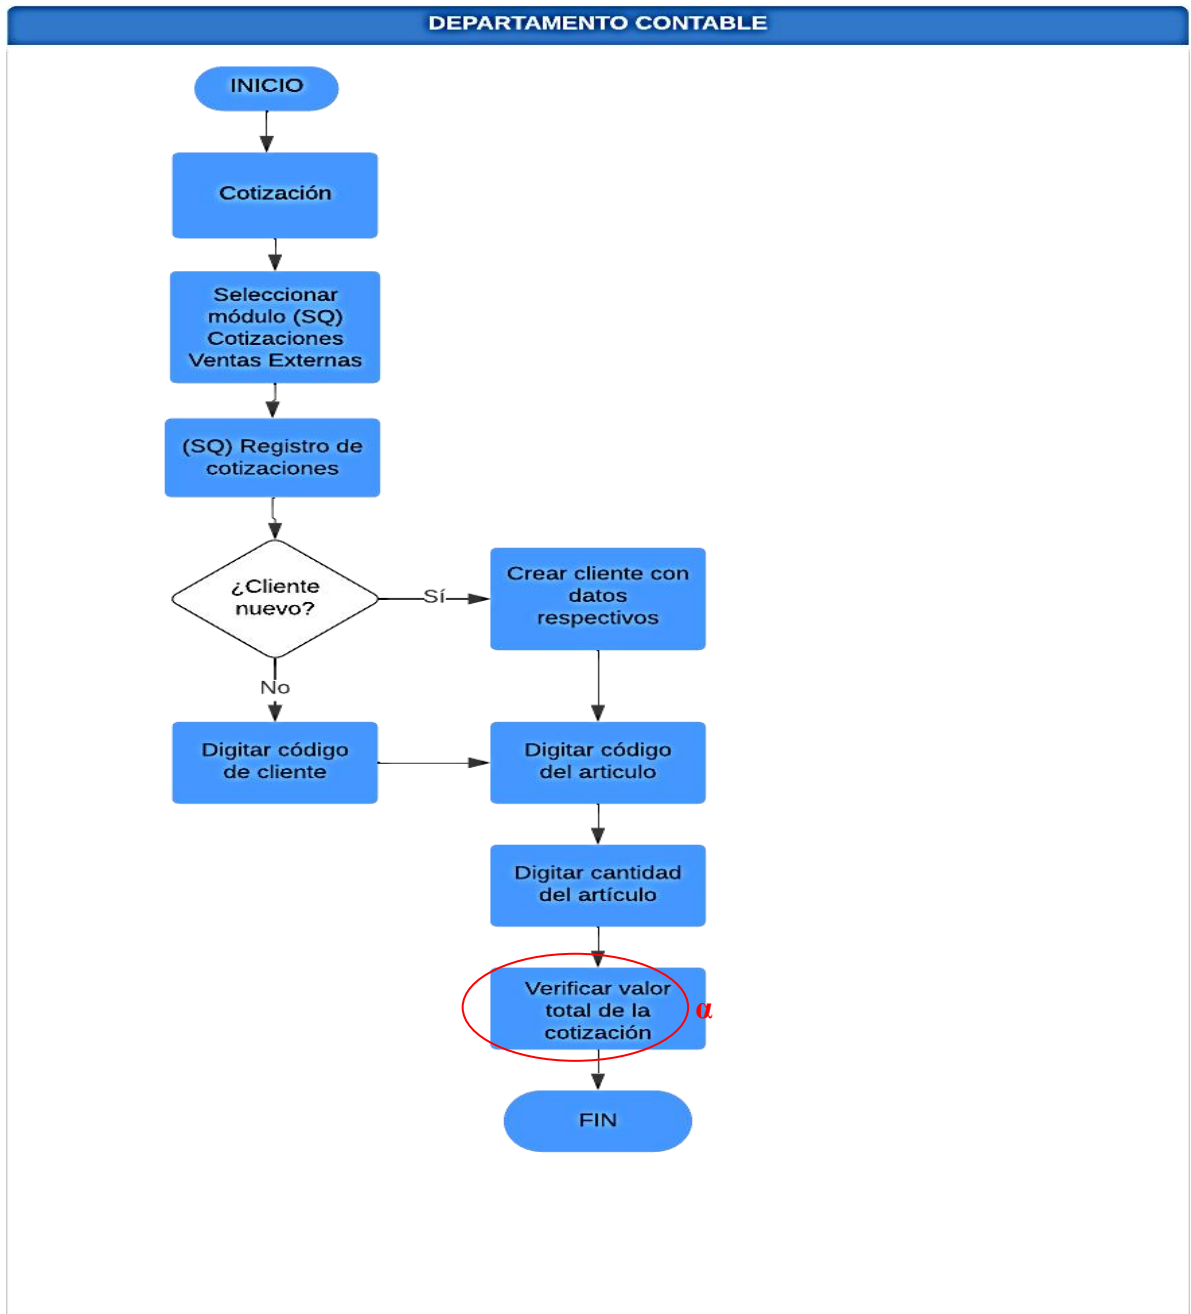 DEPARTAMENTO CONTABLE
INICIO
Cotización
Seleccionar
módulo (SQ)
Cotizaciones
Ventas Externas
(SQ) Registro de
cotizaciones
¿Cliente
nuevo?
Sí
Crear cliente con
datos
respectivos
No
Digitar código
de cliente
Digitar código
del articulo
Digitar cantidad
del artículo
Verificar valor
total de la
cotización
α
FIN